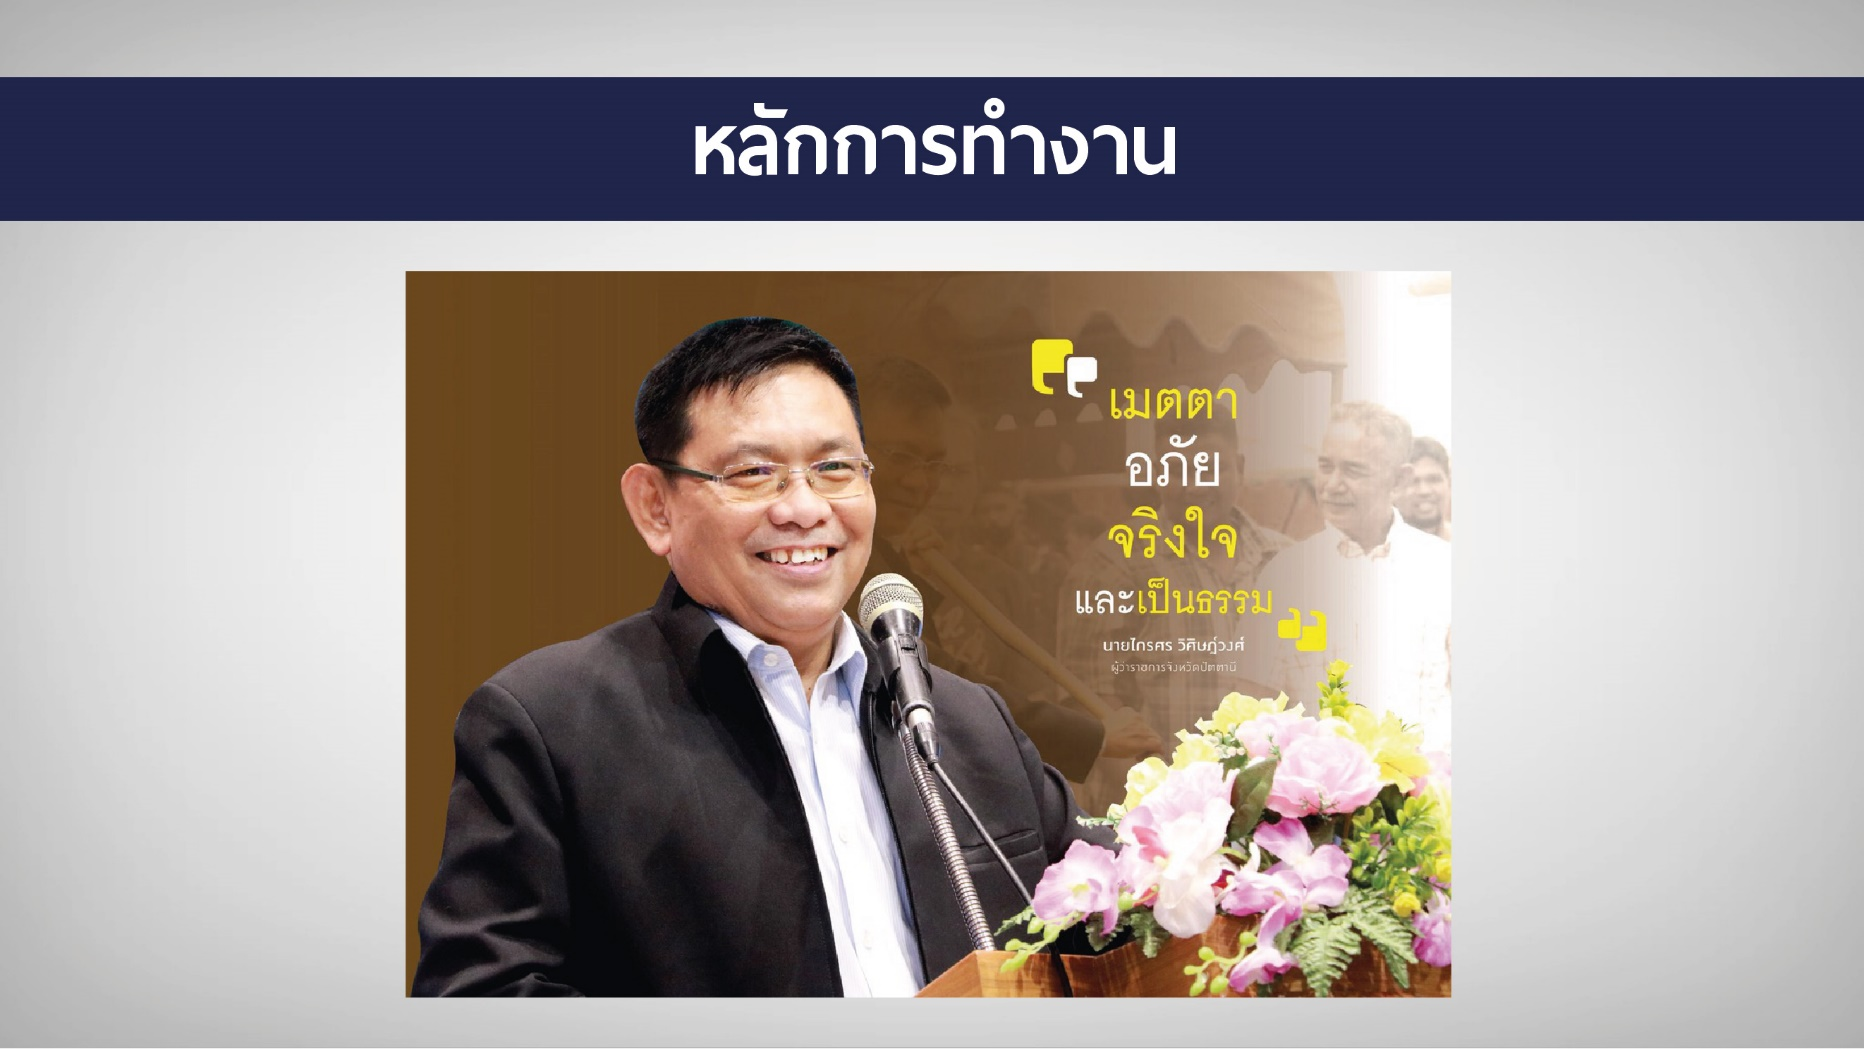 หลักการทำงาน
เมตตา
อภัย
จริงใจ
และเป็นธรรม
นายไกรศร วิศิษฎ์วงศ์
ผู้ว่าราชการจังหวัดปัตตานี